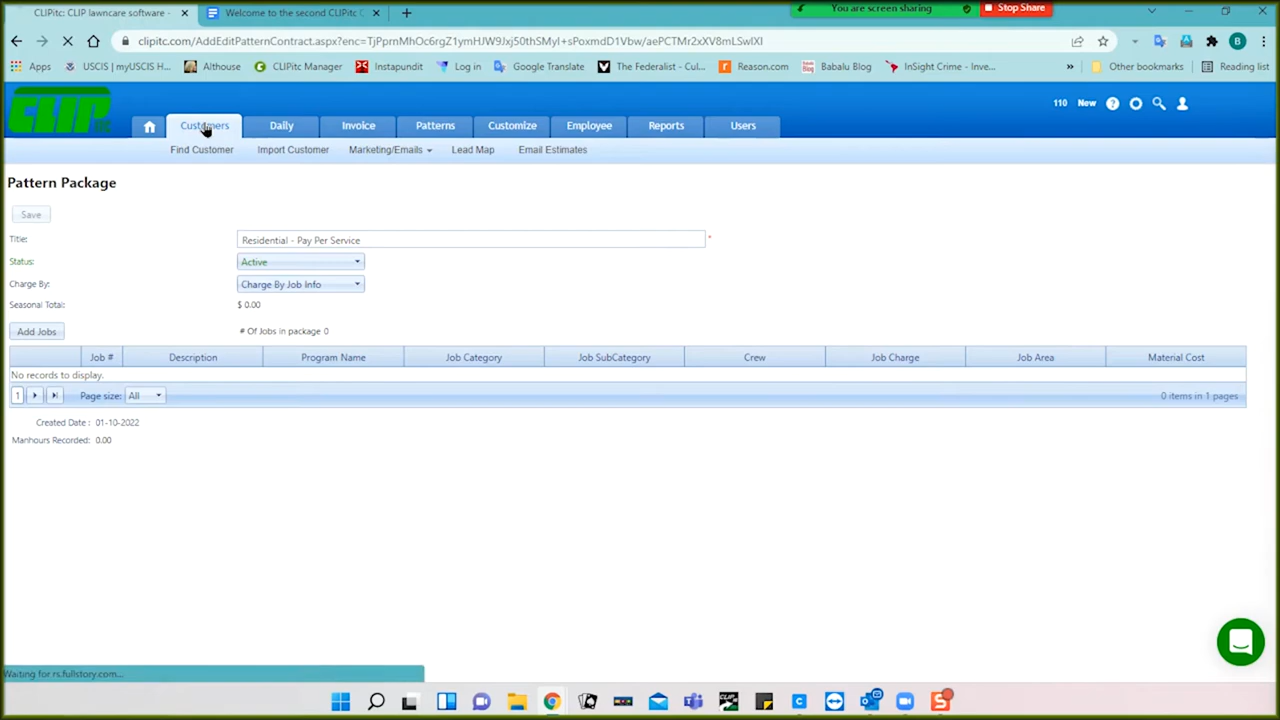 CLIPitc: CLIP lawncare software -
Welcome to the second CLIPitc C
You are screen sharing
Stop Share
clipitc.com/AddEditPatternContract.aspx?enc=TjPprnMhOc6rgZ1ymHJW9Jxj50thSMyI+sPoxmdD1Vbw/aePCTMr2xXV8mLSwIXI
B
Apps
USCIS | myUSCIS H...
Althouse
CLIPitc Manager
Instapundit
Log in
Google Translate
The Federalist - Cul...
Reason.com
Babalu Blog
InSight Crime - Inve...
»
Other bookmarks
Reading list
CLIP
ITC
110
New
Customers
Daily
Invoice
Patterns
Customize
Employee
Reports
Users
Find Customer
Import Customer
Marketing/Emails
Lead Map
Email Estimates
Pattern Package
Save
Title:
Residential - Pay Per Service
*
Status:
Active
Charge By:
Charge By Job Info
Seasonal Total:
$ 0.00
Add Jobs
# Of Jobs in package 0
Job #
Description
Program Name
Job Category
Job SubCategory
Crew
Job Charge
Job Area
Material Cost
No records to display.
1
Page size:
All
0 items in 1 pages
Created Date : 01-10-2022
Manhours Recorded: 0.00
Waiting for rs.fullstory.com...